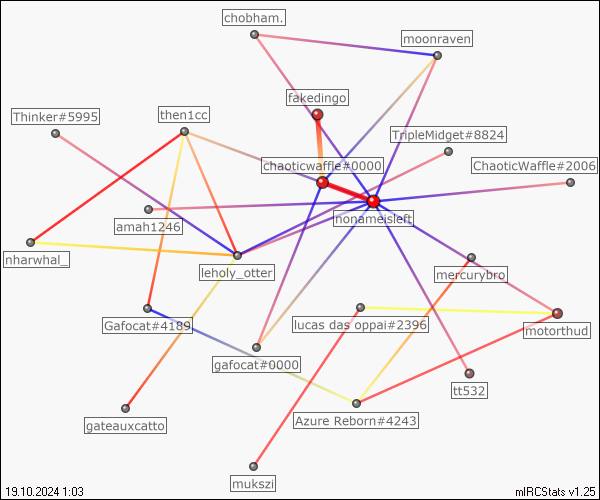 chobham.
moonraven
fakedingo
Thinker#5995
then1cc
TripleMidget#8824
chaoticwaffle#0000
ChaoticWaffle#2006
nonameisleft
amah1246
nharwhal_
leholy_otter
mercurybro
Gafocat#4189
lucas das oppai#2396
motorthud
gafocat#0000
tt532
Azure Reborn#4243
gateauxcatto
mukszi
19.10.2024 1:03
mIRCStats v1.25